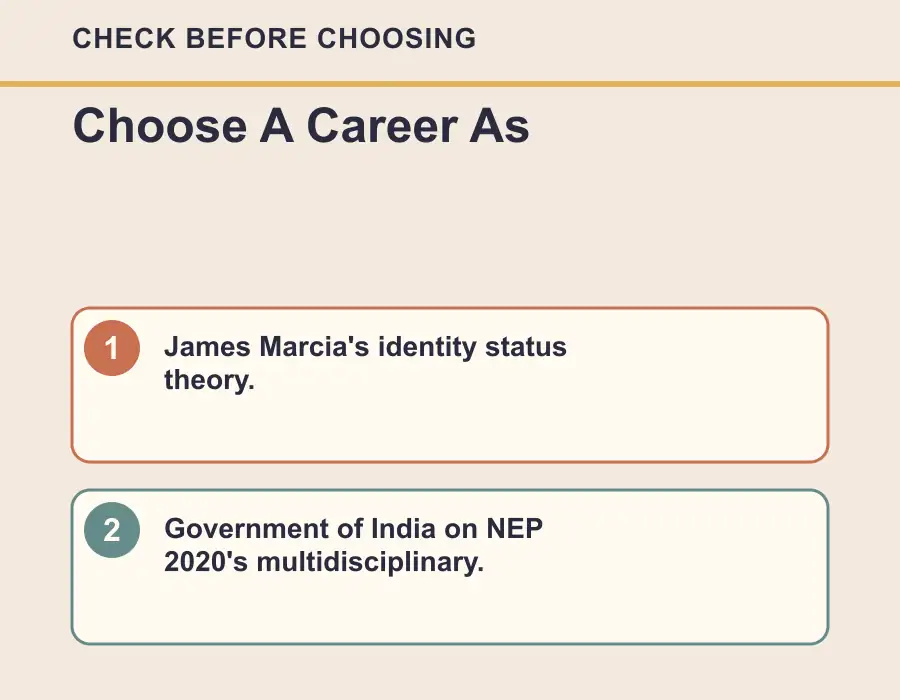 CHECK BEFORE CHOOSING
Choose A Career As
1
James Marcia's identity status
theory.
2
Government of India on NEP
2020's multidisciplinary.